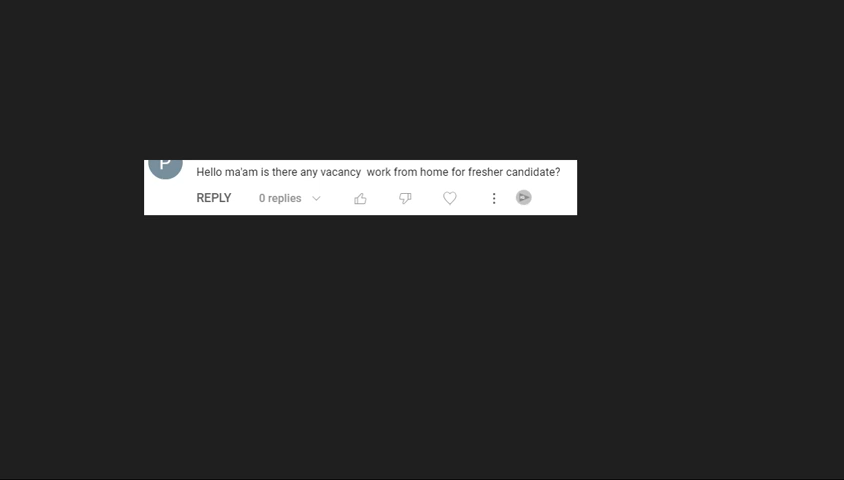 P
Hello ma'am is there any vacancy  work from home for fresher candidate?
REPLY 0 replies